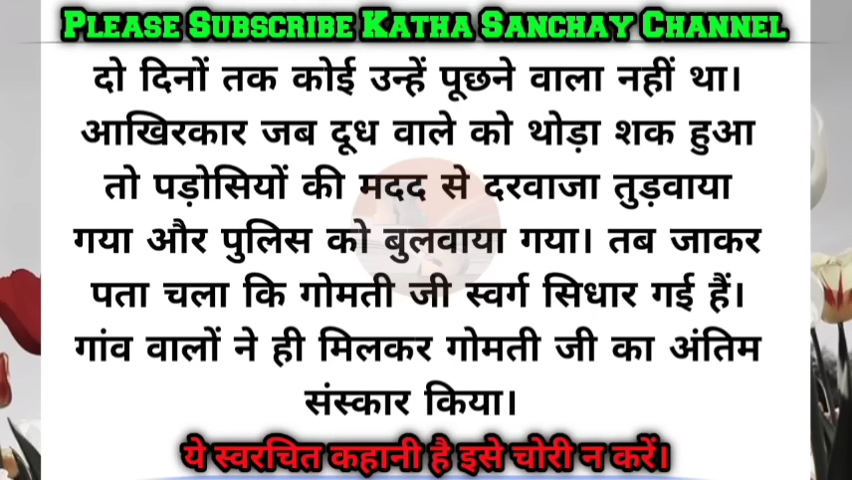 PLEASE SUBSCRIBE KATHA SANCHAY CHANNEL
दो दिनों तक कोई उन्हें पूछने वाला नहीं था।
आखिरकार जब दूध वाले को थोड़ा शक हुआ
तो पड़ोसियों की मदद से दरवाजा तुड़वाया
गया और पुलिस को बुलवाया गया। तब जाकर
पता चला कि गोमती जी स्वर्ग सिधार गई हैं।
गांव वालों ने ही मिलकर गोमती जी का अंतिम
संस्कार किया।
ये स्वरचित कहानी है इसे चोरी न करें।